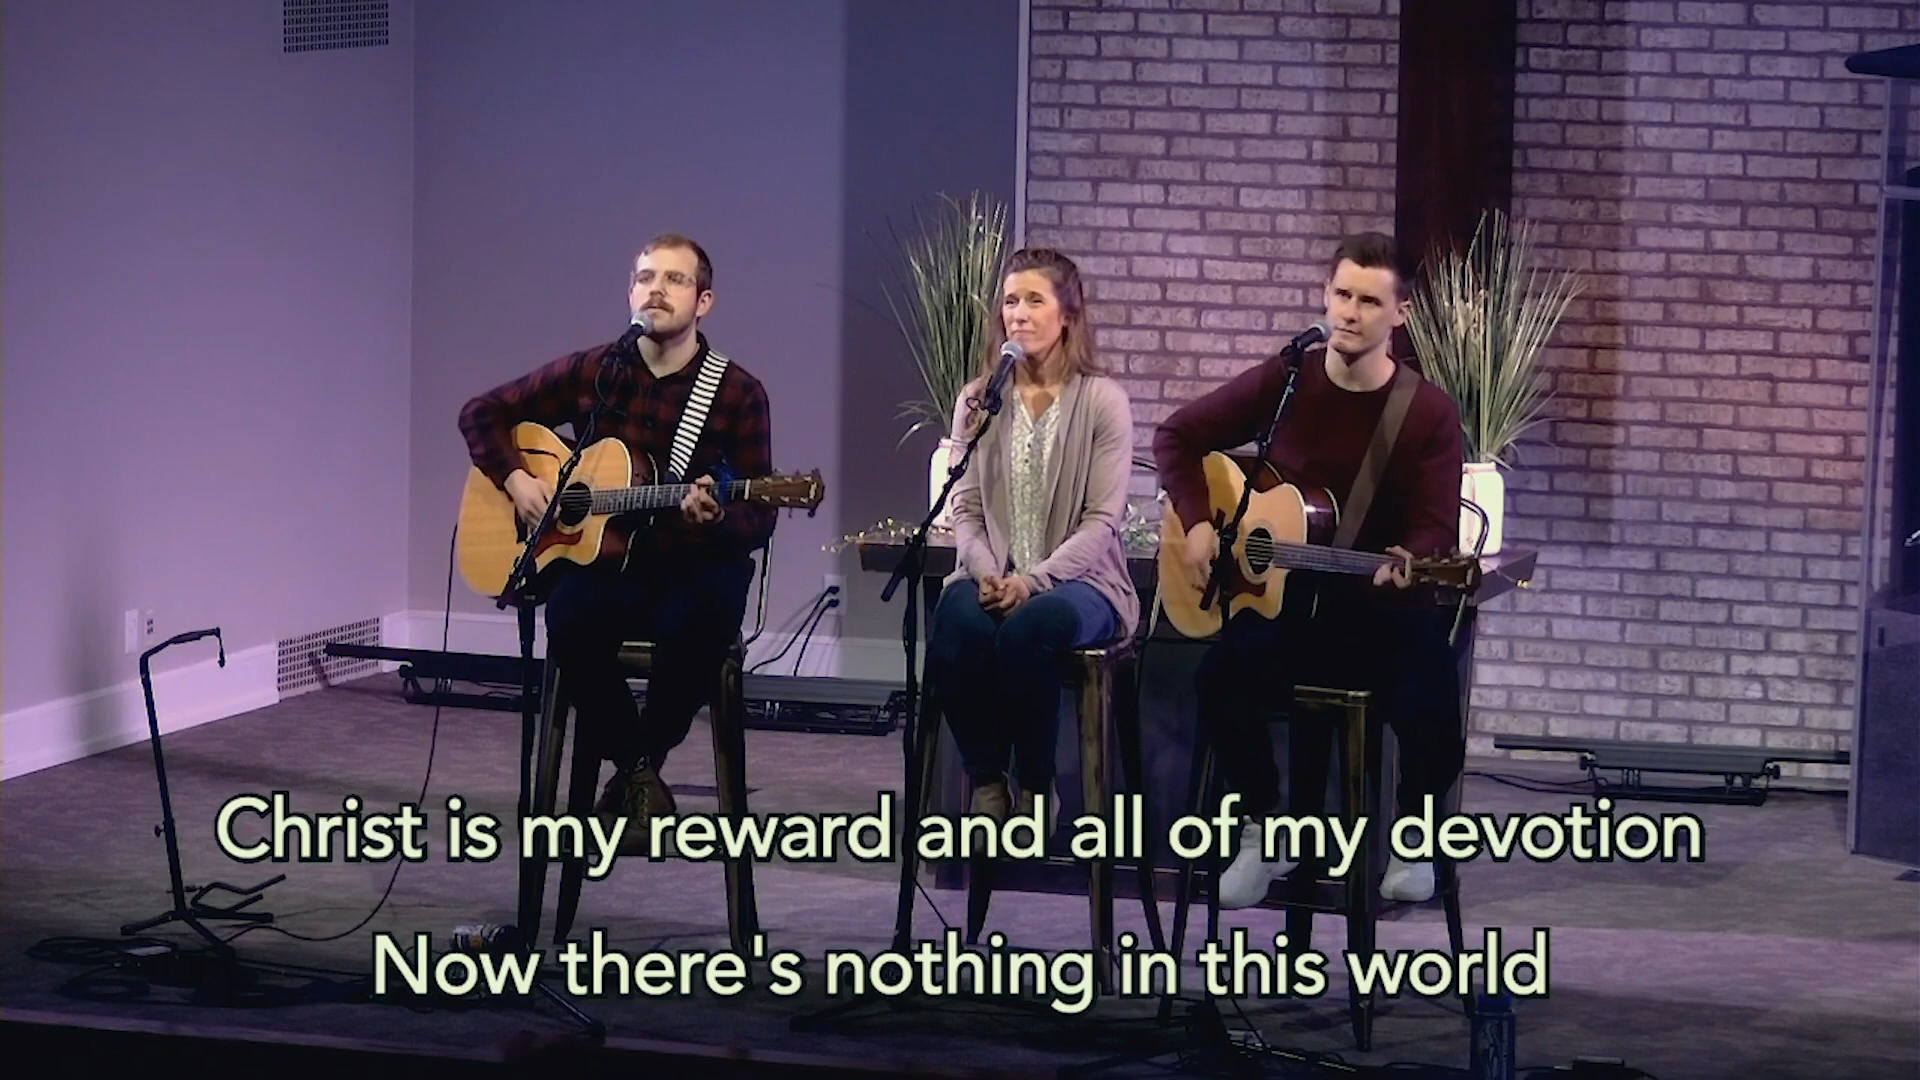 Christ is my reward and all of my devotion
Now there's nothing in this world